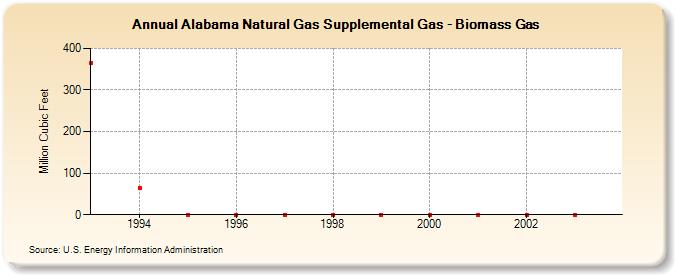 Annual Alabama Natural Gas Supplemental Gas - Biomass Gas
Million Cubic Feet
400
300
200
100
0
1994 1996 1998 2000 2002
Source: U.S. Energy Information Administration